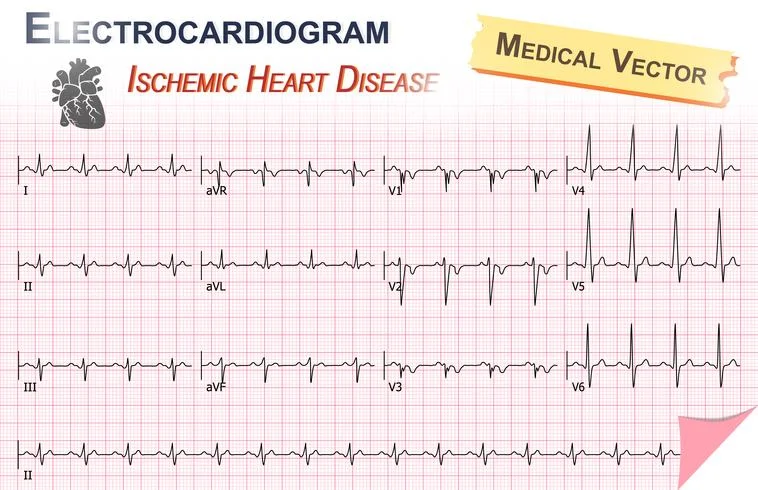 ELECTROCARDIOGRAM
ISCHEMIC HEART DISEASE
MEDICAL VECTOR
I
aVR
V1
V4
II
aVL
V2
V5
III
aVF
V3
V6
II